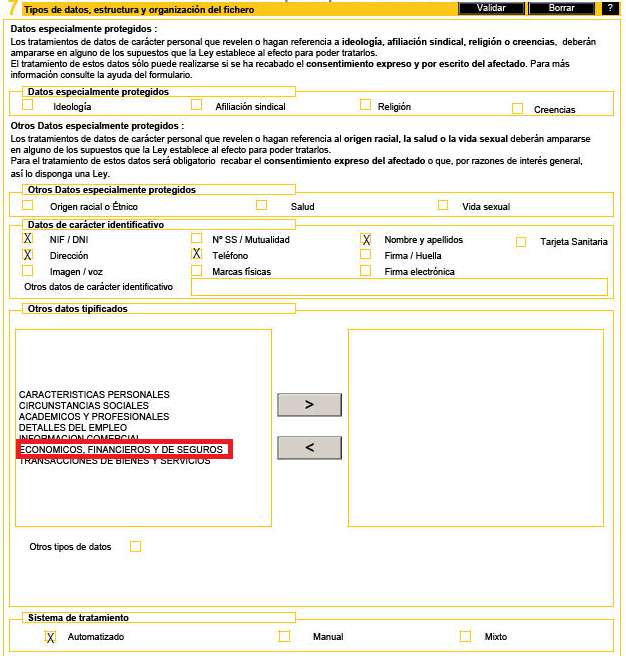 7 Tipos de datos, estructura y organización del fichero Validar Borrar ?
Datos especialmente protegidos :
Los tratamientos de datos de carácter personal que revelen o hagan referencia a ideología, afiliación sindical, religión o creencias, deberán
ampararse en alguno de los supuestos que la Ley establece al efecto para poder tratarlos.
El tratamiento de estos datos sólo puede realizarse si se ha recabado el consentimiento expreso y por escrito del afectado. Para más
información consulte la ayuda del formulario.
Datos especialmente protegidos
Ideología Afiliación sindical Religión Creencias
Otros Datos especialmente protegidos :
Los tratamientos de datos de carácter personal que revelen o hagan referencia al origen racial, la salud o la vida sexual deberán ampararse
en alguno de los supuestos que la Ley establece al efecto para poder tratarlos.
Para el tratamiento de estos datos será obligatorio recabar el consentimiento expreso del afectado o que, por razones de interés general,
así lo disponga una Ley.
Otros Datos especialmente protegidos
Origen racial o Étnico Salud Vida sexual
Datos de carácter identificativo
X NIF / DNI Nº SS / Mutualidad X Nombre y apellidos Tarjeta Sanitaria
X Dirección X Teléfono Firma / Huella
Imagen / voz Marcas físicas Firma electrónica
Otros datos de carácter identificativo
Otros datos tipificados
CARACTERISTICAS PERSONALES
CIRCUNSTANCIAS SOCIALES
ACADEMICOS Y PROFESIONALES
DETALLES DEL EMPLEO
INFORMACION COMERCIAL
ECONOMICOS, FINANCIEROS Y DE SEGUROS
TRANSACCIONES DE BIENES Y SERVICIOS
>
<
Otros tipos de datos
Sistema de tratamiento
X Automatizado Manual Mixto